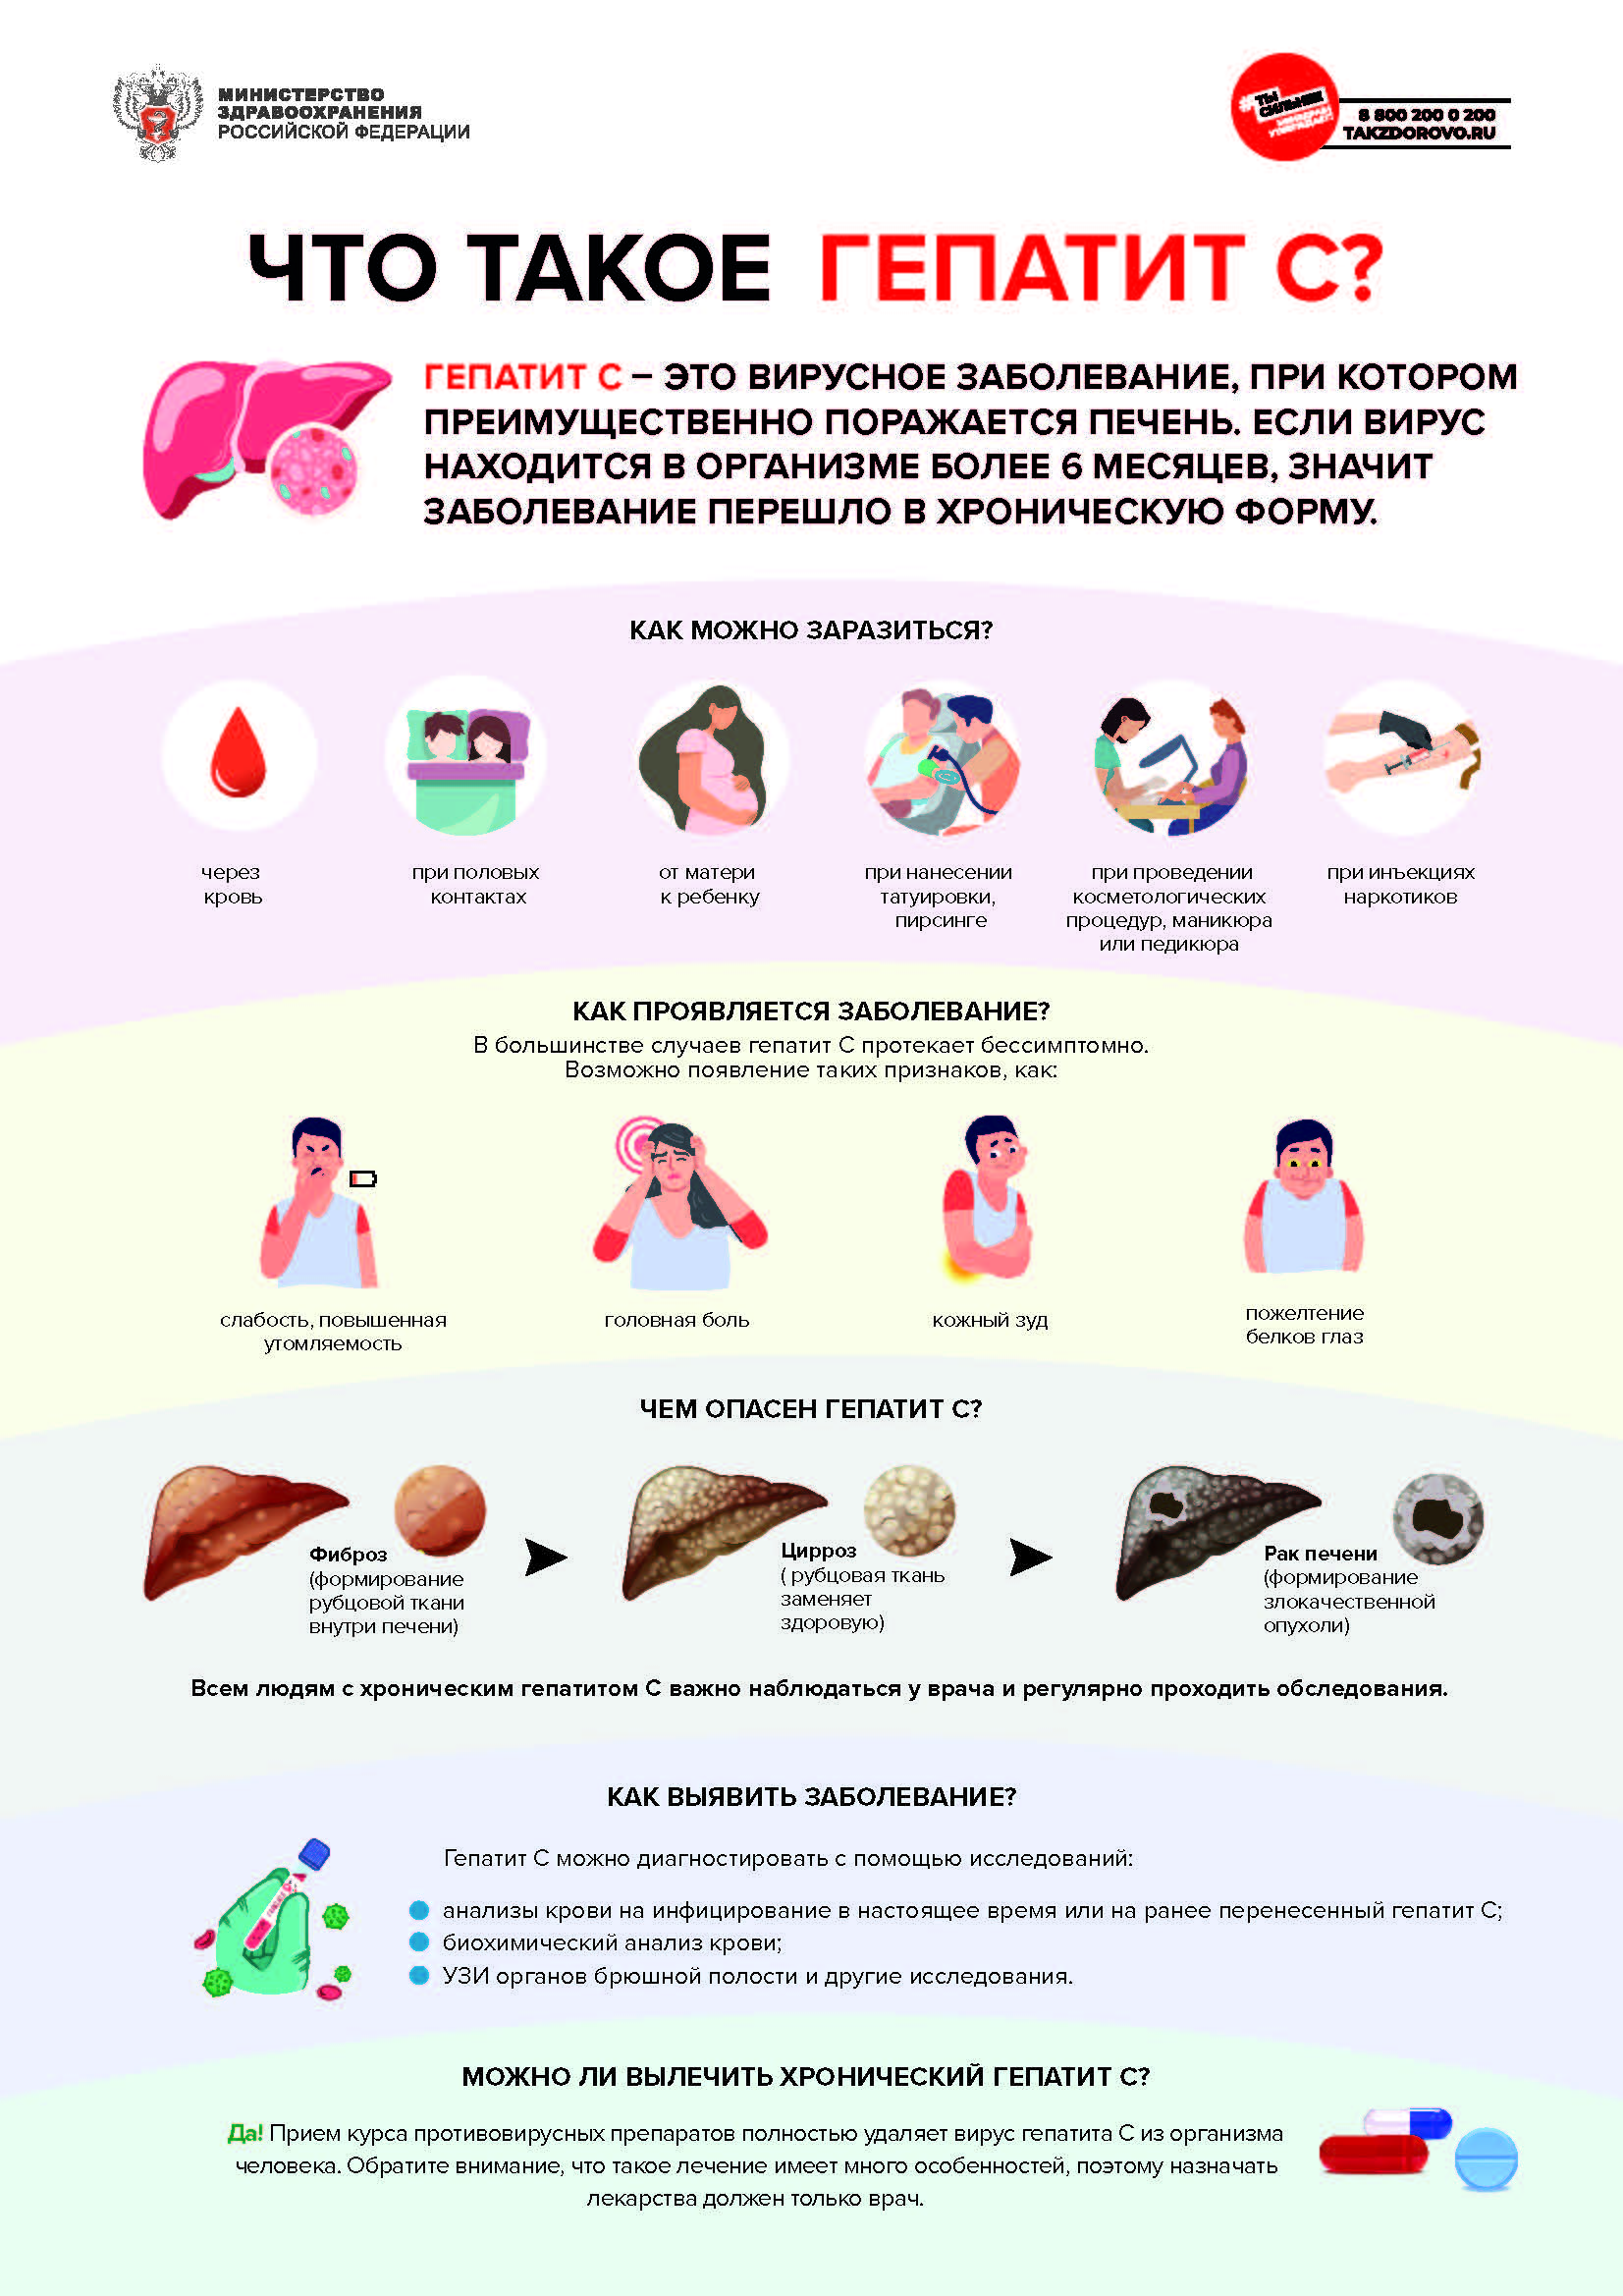 МИНИСТЕРСТВО
ЗДРАВООХРАНЕНИЯ
РОССИЙСКОЙ ФЕДЕРАЦИИ
#ТЫ
СИЛЬНЕЕ
МИНЗДРАВ
УТВЕРЖДАЕТ!
8 800 200 0 200
TAKZDOROVO.RU
ЧТО ТАКОЕ ГЕПАТИТ С?
ГЕПАТИТ С – ЭТО ВИРУСНОЕ ЗАБОЛЕВАНИЕ, ПРИ КОТОРОМ
ПРЕИМУЩЕСТВЕННО ПОРАЖАЕТСЯ ПЕЧЕНЬ. ЕСЛИ ВИРУС
НАХОДИТСЯ В ОРГАНИЗМЕ БОЛЕЕ 6 МЕСЯЦЕВ, ЗНАЧИТ
ЗАБОЛЕВАНИЕ ПЕРЕШЛО В ХРОНИЧЕСКУЮ ФОРМУ.
КАК МОЖНО ЗАРАЗИТЬСЯ?
через
кровь
при половых
контактах
от матери
к ребенку
при нанесении
татуировки,
пирсинге
при проведении
косметологических
процедур, маникюра
или педикюра
при инъекциях
наркотиков
КАК ПРОЯВЛЯЕТСЯ ЗАБОЛЕВАНИЕ?
В большинстве случаев гепатит С протекает бессимптомно.
Возможно появление таких признаков, как:
слабость, повышенная
утомляемость
головная боль
кожный зуд
пожелтение
белков глаз
ЧЕМ ОПАСЕН ГЕПАТИТ С?
Фиброз
(формирование
рубцовой ткани
внутри печени)
Цирроз
( рубцовая ткань
заменяет
здоровую)
Рак печени
(формирование
злокачественной
опухоли)
Всем людям с хроническим гепатитом С важно наблюдаться у врача и регулярно проходить обследования.
КАК ВЫЯВИТЬ ЗАБОЛЕВАНИЕ?
Гепатит С можно диагностировать с помощью исследований:
анализы крови на инфицирование в настоящее время или на ранее перенесенный гепатит С;
биохимический анализ крови;
УЗИ органов брюшной полости и другие исследования.
МОЖНО ЛИ ВЫЛЕЧИТЬ ХРОНИЧЕСКИЙ ГЕПАТИТ С?
Да! Прием курса противовирусных препаратов полностью удаляет вирус гепатита С из организма
человека. Обратите внимание, что такое лечение имеет много особенностей, поэтому назначать
лекарства должен только врач.